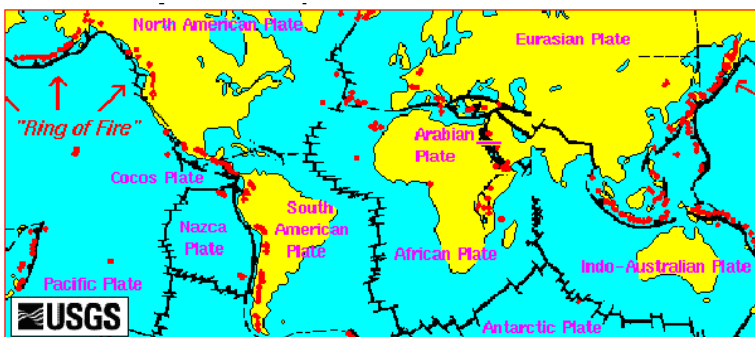 North American Plate
Eurasian Plate
"Ring of Fire"
Arabian
Plate
Cocos Plate
Nazca
Plate
South
American
Plate
African Plate
Indo-Australian Plate
Pacific Plate
USGS
Antarctic Plate